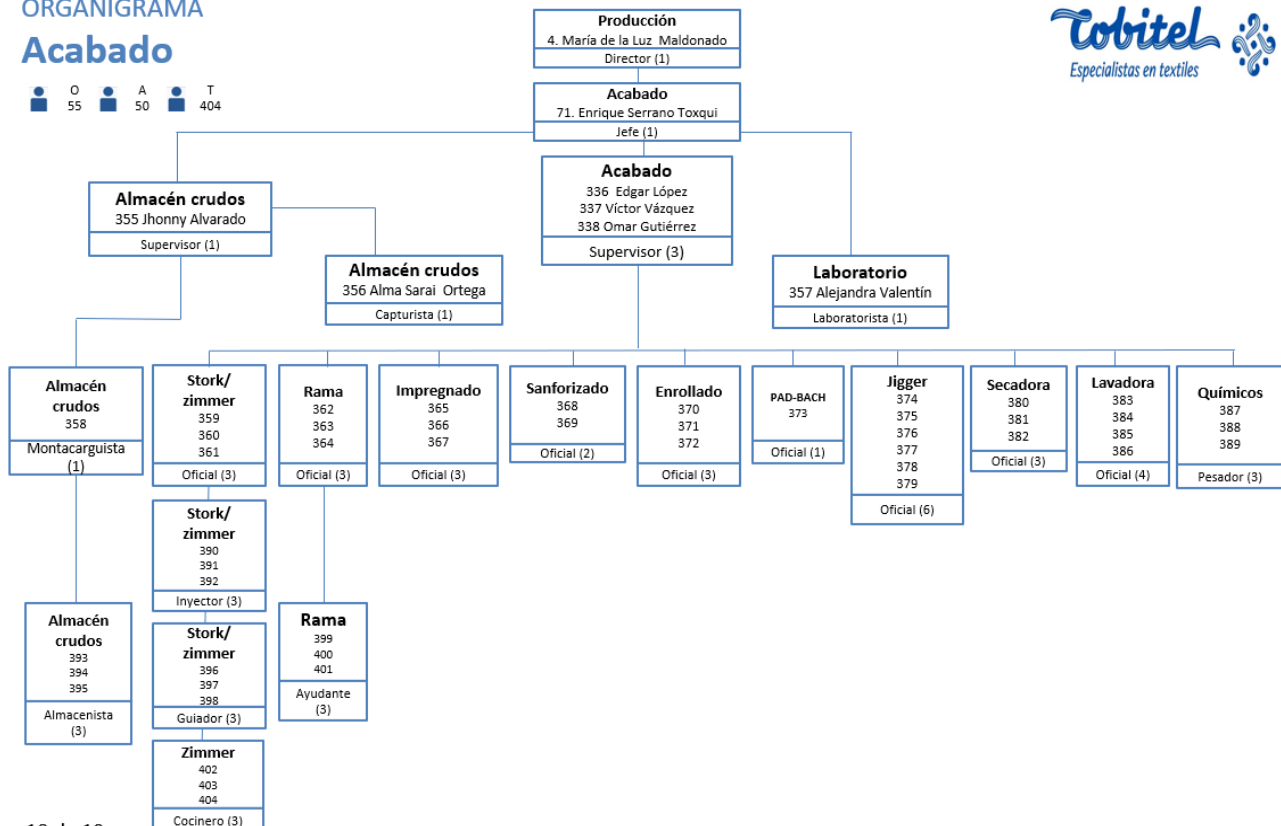 ORGANIGRAMA
Acabado
O
55
A
50
T
404
Tobitel
Especialistas en textiles
Producción
4. María de la Luz Maldonado
Director (1)
Acabado
71. Enrique Serrano Toxqui
Jefe (1)
Almacén crudos
355 Jhonny Alvarado
Supervisor (1)
Acabado
336 Edgar López
337 Víctor Vázquez
338 Omar Gutiérrez
Supervisor (3)
Almacén crudos
356 Alma Sarai Ortega
Capturista (1)
Laboratorio
357 Alejandra Valentín
Laboratorista (1)
Almacén
crudos
358
Montacarguista
(1)
Stork/
zimmer
359
360
361
Oficial (3)
Rama
362
363
364
Oficial (3)
Impregnado
365
366
367
Oficial (3)
Sanforizado
368
369
Oficial (2)
Enrollado
370
371
372
Oficial (3)
PAD-BACH
373
Oficial (1)
Jigger
374
375
376
377
378
379
Oficial (6)
Secadora
380
381
382
Oficial (3)
Lavadora
383
384
385
386
Oficial (4)
Químicos
387
388
389
Pesador (3)
Stork/
zimmer
390
391
392
Inyector (3)
Almacén
crudos
393
394
395
Almacenista
(3)
Stork/
zimmer
396
397
398
Guiador (3)
Rama
399
400
401
Ayudante
(3)
Zimmer
402
403
404
Cocinero (3)